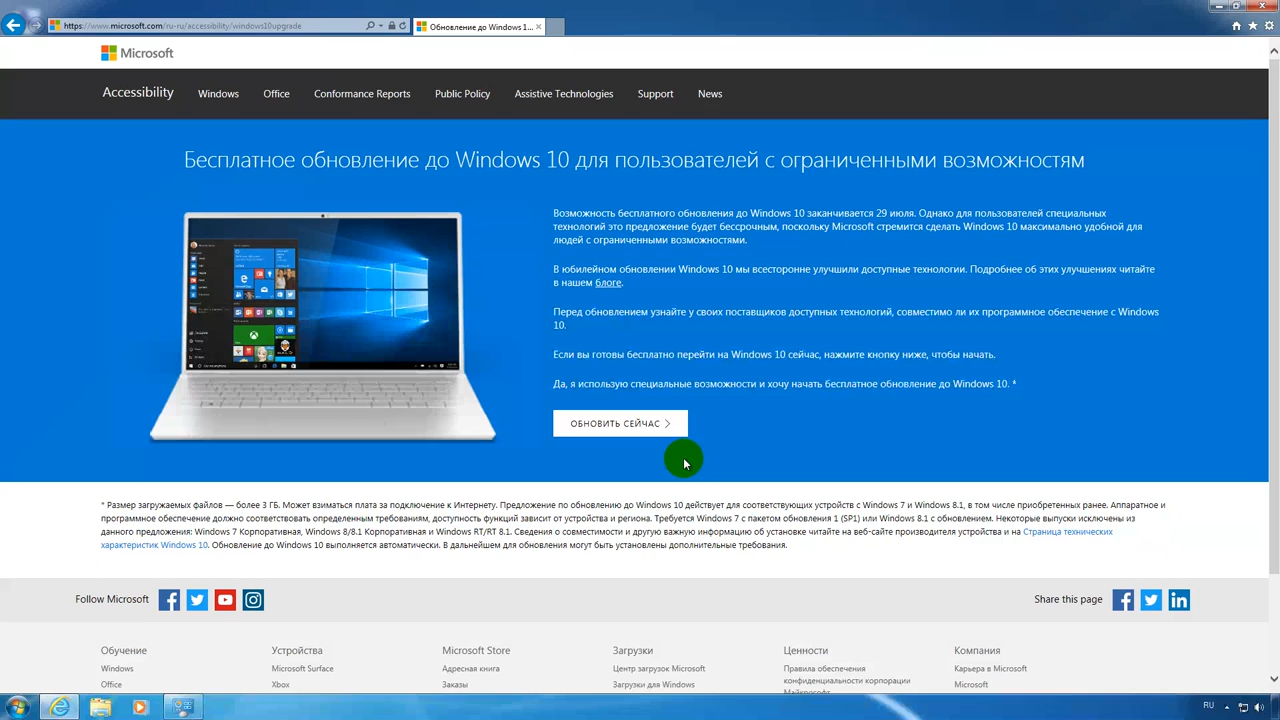 https://www.microsoft.com/ru-ru/accessibility/windows10upgrade
Обновление до Windows 1...
Microsoft
Accessibility Windows Office Conformance Reports Public Policy Assistive Technologies Support News
Бесплатное обновление до Windows 10 для пользователей с ограниченными возможностям
Возможность бесплатного обновления до Windows 10 заканчивается 29 июля. Однако для пользователей специальных
технологий это предложение будет бессрочным, поскольку Microsoft стремится сделать Windows 10 максимально удобной для
людей с ограниченными возможностями.
В юбилейном обновлении Windows 10 мы всесторонне улучшили доступные технологии. Подробнее об этих улучшениях читайте
в нашем блоге.
Перед обновлением узнайте у своих поставщиков доступных технологий, совместимо ли их программное обеспечение с Windows
10.
Если вы готовы бесплатно перейти на Windows 10 сейчас, нажмите кнопку ниже, чтобы начать.
Да, я использую специальные возможности и хочу начать бесплатное обновление до Windows 10. *
ОБНОВИТЬ СЕЙЧАС
* Размер загружаемых файлов — более 3 ГБ. Может взиматься плата за подключение к Интернету. Предложение по обновлению до Windows 10 действует для соответствующих устройств с Windows 7 и Windows 8.1, в том числе приобретенных ранее. Аппаратное и
программное обеспечение должно соответствовать определенным требованиям, доступность функций зависит от устройства и региона. Требуется Windows 7 с пакетом обновления 1 (SP1) или Windows 8.1 с обновлением. Некоторые выпуски исключены из
данного предложения: Windows 7 Корпоративная, Windows 8/8.1 Корпоративная и Windows RT/RT 8.1. Сведения о совместимости и другую важную информацию об установке читайте на веб-сайте производителя устройства и на Страница технических
характеристик Windows 10. Обновление до Windows 10 выполняется автоматически. В дальнейшем для обновления могут быть установлены дополнительные требования.
Follow Microsoft
Share this page
Обучение Устройства Microsoft Store Загрузки Ценности Компания
Windows Microsoft Surface Адресная книга Центр загрузок Microsoft Правила обеспечения Карьера в Microsoft
Office Xbox Заказы Загрузки для Windows конфиденциальности корпорации Microsoft
Майкрософт
RU